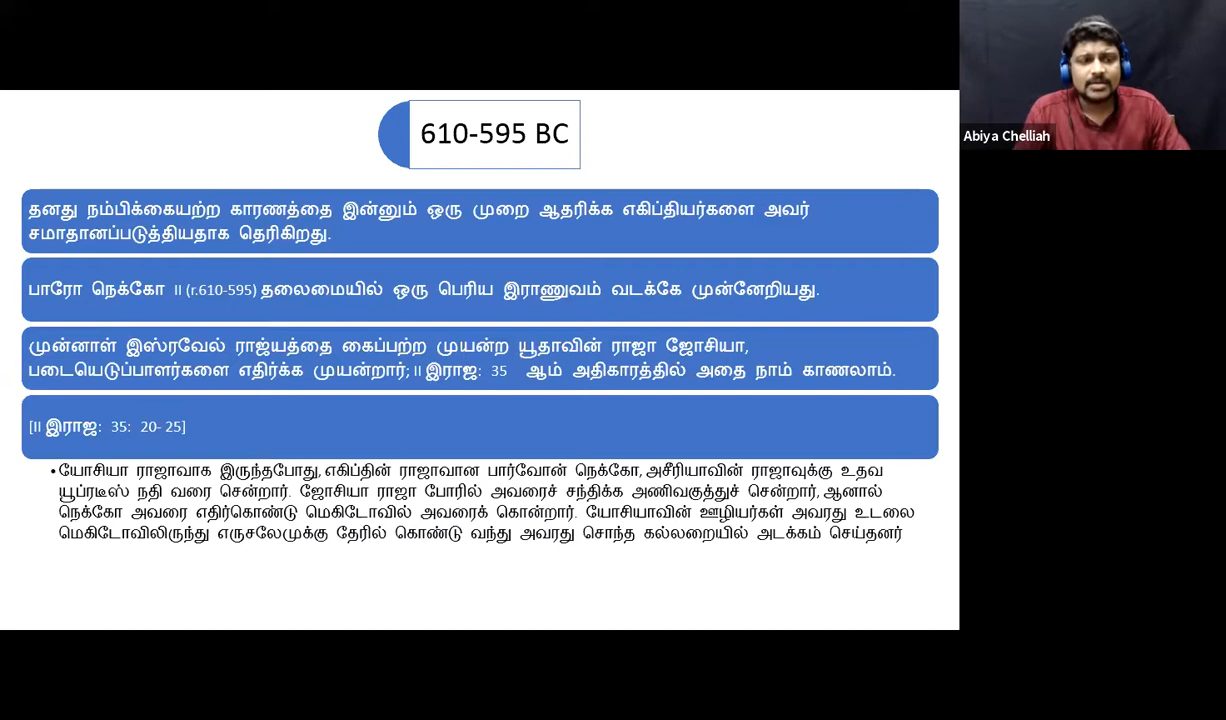 610-595 BC
Abiya Chelliah
தனது நம்பிக்கையற்ற காரணத்தை இன்னும் ஒரு முறை ஆதரிக்க எகிப்தியர்களை அவர்
சமாதானப்படுத்தியதாக தெரிகிறது.
பாரோ நெக்கோ II (r.610-595) தலைமையில் ஒரு பெரிய இராணுவம் வடக்கே முன்னேறியது.
முன்னாள் இஸ்ரவேல் ராஜ்யத்தை கைப்பற்ற முயன்ற யூதாவின் ராஜா ஜோசியா,
படையெடுப்பாளர்களை எதிர்க்க முயன்றார்; II இராஜ: 35 ஆம் அதிகாரத்தில் அதை நாம் காணலாம்.
[II இராஜ: 35: 20- 25]
•யோசியா ராஜாவாக இருந்தபோது, எகிப்தின் ராஜாவான பார்வோன் நெக்கோ, அசீரியாவின் ராஜாவுக்கு உதவ
யூப்ரடீஸ் நதி வரை சென்றார். ஜோசியா ராஜா போரில் அவரைச் சந்திக்க அணிவகுத்துச் சென்றார், ஆனால்
நெக்கோ அவரை எதிர்கொண்டு மெகிடோவில் அவரைக் கொன்றார். யோசியாவின் ஊழியர்கள் அவரது உடலை
மெகிடோவிலிருந்து எருசலேமுக்கு தேரில் கொண்டு வந்து அவரது சொந்த கல்லறையில் அடக்கம் செய்தனர்